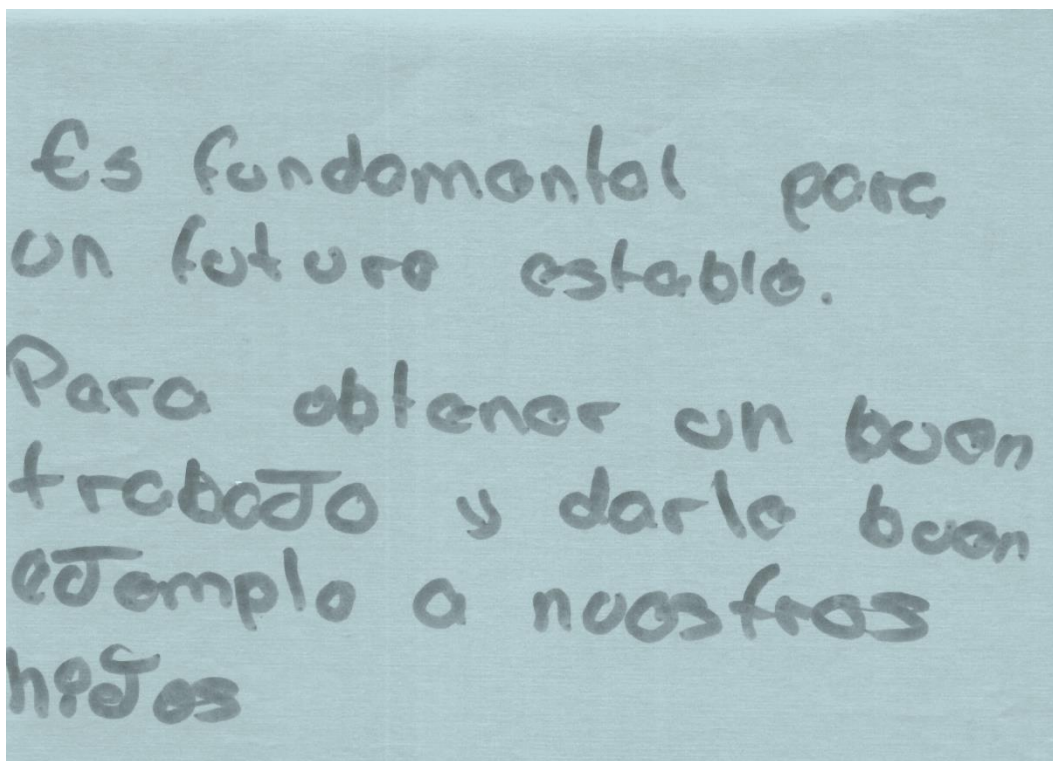 Es fundamental para
un futuro estable.
Para obtener un buen
trabaJo y darle buen
eJemplo a nuestros
hiJos